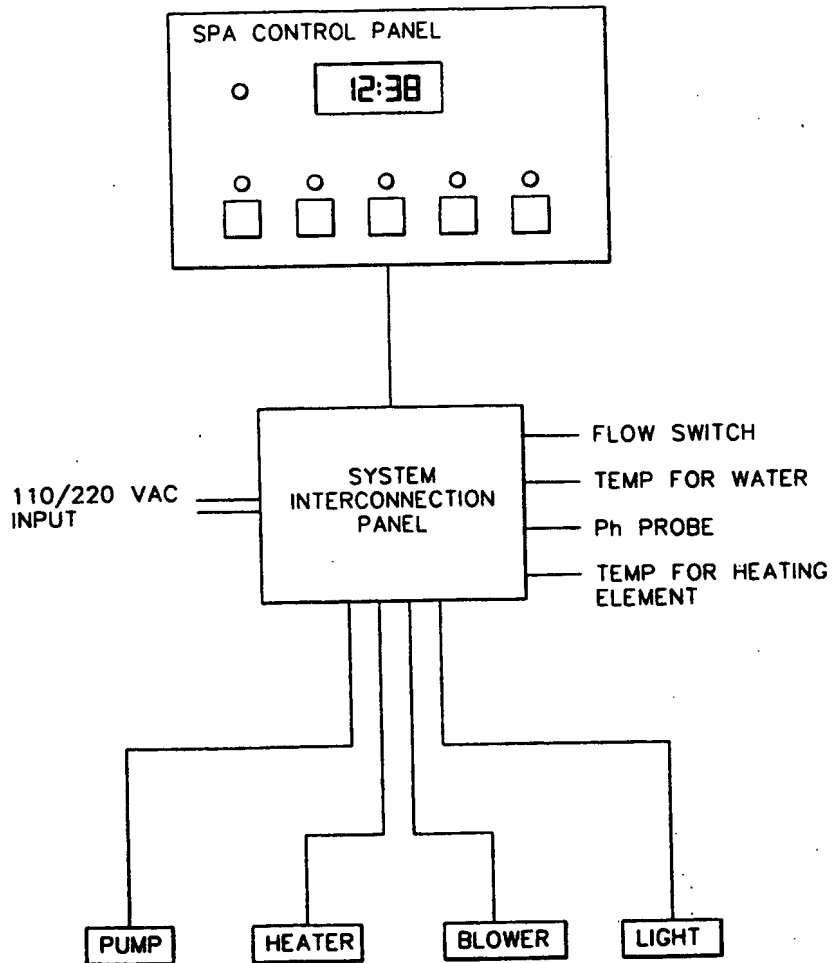 SPA CONTROL PANEL
12:38
SYSTEM
INTERCONNECTION
PANEL
110/220 VAC
INPUT
FLOW SWITCH
TEMP FOR WATER
Ph PROBE
TEMP FOR HEATING
ELEMENT
PUMP
HEATER
BLOWER
LIGHT